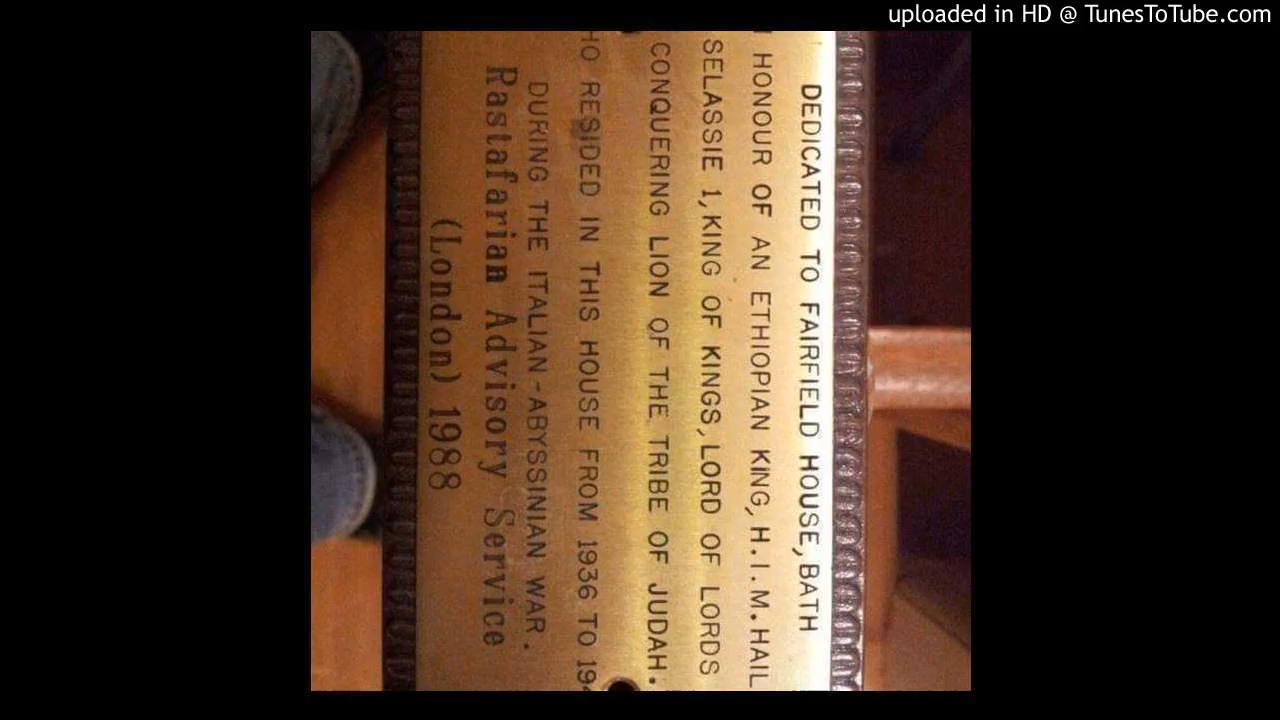 uploaded in HD @ TunesToTube.com
DEDICATED TO FAIRFIELD HOUSE, BATH
HONOUR OF AN ETHIOPIAN KING, H.I.M. HAIL
SELASSIE 1, KING OF KINGS, LORD OF LORDS
CONQUERING LION OF THE TRIBE OF JUDAH.
HO RESIDED IN THIS HOUSE FROM 1936 TO 19
DURING THE ITALIAN-ABYSSINIAN WAR.
Rastafarian Advisory Service
(London) 1988